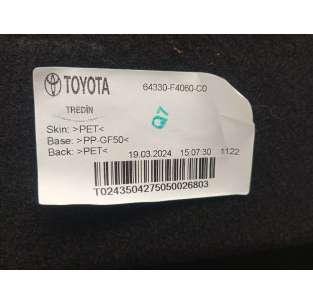 TOYOTA 64330-F4060-C0
TREDİN
Skin: >PET<
Base: >PP-GF50<
Back: >PET<
Q7
19.03.2024 15:07:30 1122
T0243504275050026803